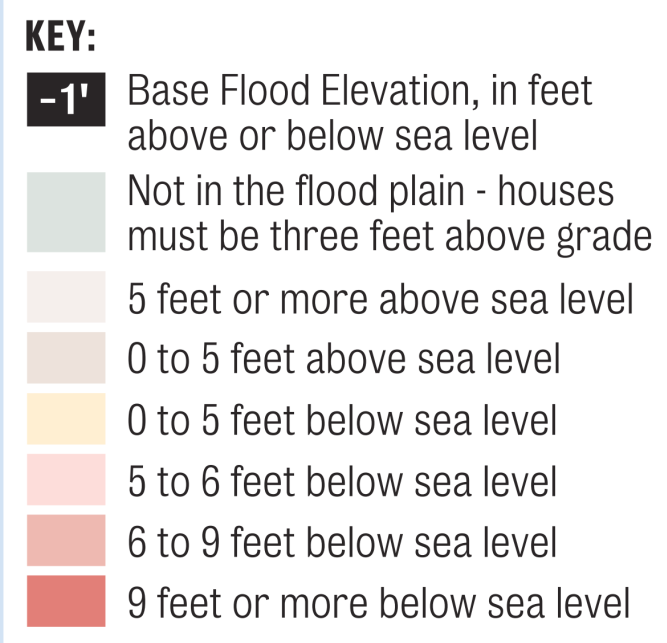 KEY:
-1'
Base Flood Elevation, in feet
above or below sea level
Not in the flood plain - houses
must be three feet above grade
5 feet or more above sea level
0 to 5 feet above sea level
0 to 5 feet below sea level
5 to 6 feet below sea level
6 to 9 feet below sea level
9 feet or more below sea level